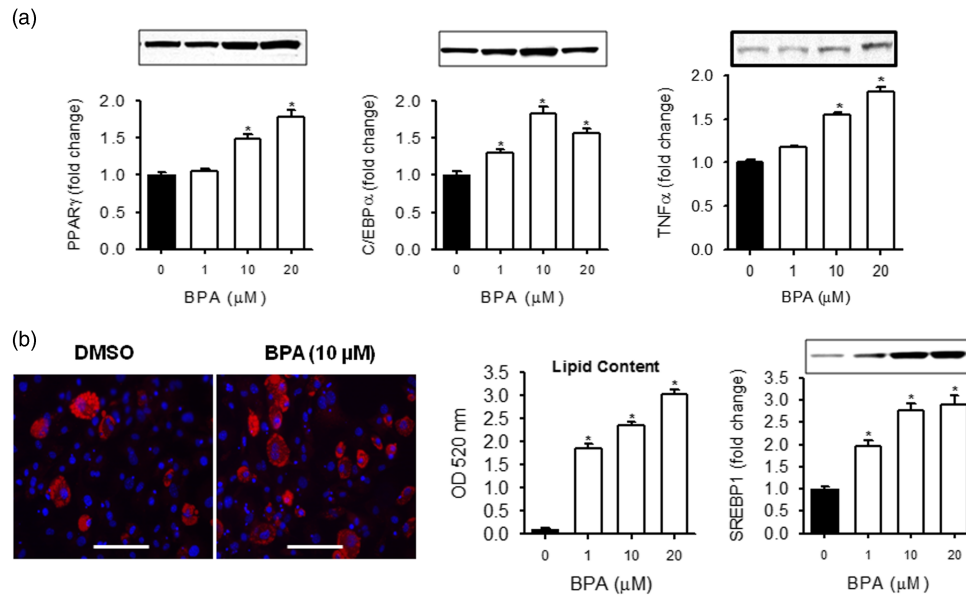 (a)
PPARγ (fold change)
2.0
1.5
1.0
0.5
0.0
*
*
0 1 10 20
BPA (μM)
C/EBPα (fold change)
2.0
1.5
1.0
0.5
0.0
*
*
*
0 1 10 20
BPA (μM)
TNFα (fold change)
2.0
1.5
1.0
0.5
0.0
*
*
0 1 10 20
BPA (μM)
(b)
DMSO
BPA (10 µM)
Lipid Content
OD 520 nm
3.5
3.0
2.5
2.0
1.5
1.0
0.5
0.0
*
*
*
0 1 10 20
BPA (μM)
SREBP1 (fold change)
3.5
3.0
2.5
2.0
1.5
1.0
0.5
0.0
*
*
*
0 1 10 20
BPA (μM)